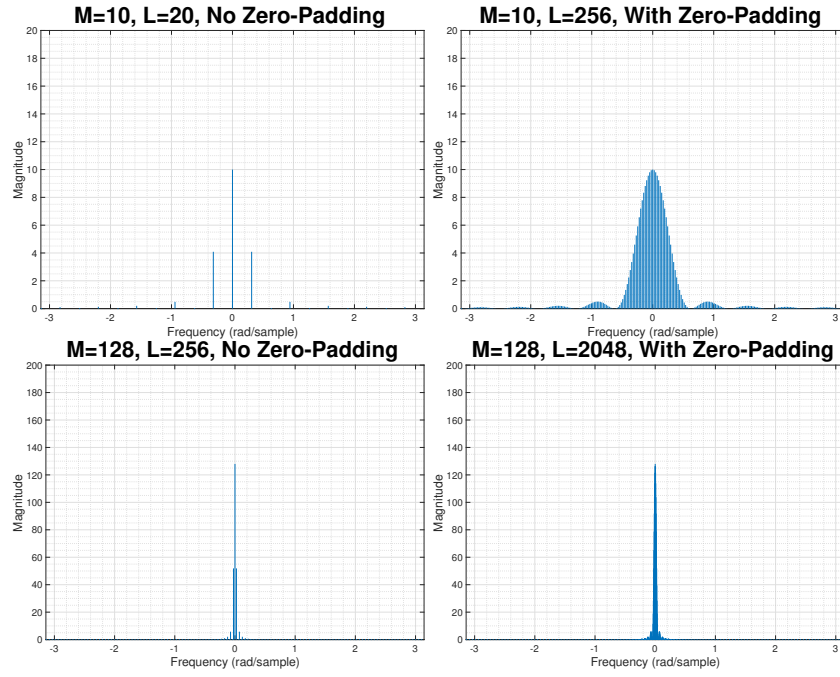 M=10, L=20, No Zero-Padding
20
18
16
14
12
10
8
6
4
2
0
Magnitude
-3 -2 -1 0 1 2 3
Frequency (rad/sample)
M=10, L=256, With Zero-Padding
20
18
16
14
12
10
8
6
4
2
0
Magnitude
-3 -2 -1 0 1 2 3
Frequency (rad/sample)
M=128, L=256, No Zero-Padding
200
180
160
140
120
100
80
60
40
20
0
Magnitude
-3 -2 -1 0 1 2 3
Frequency (rad/sample)
M=128, L=2048, With Zero-Padding
200
180
160
140
120
100
80
60
40
20
0
Magnitude
-3 -2 -1 0 1 2 3
Frequency (rad/sample)